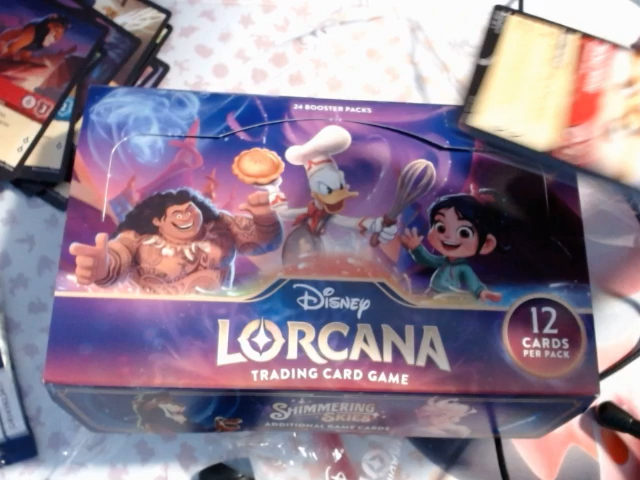 24 BOOSTER PACKS
Disney
LORCANA
TRADING CARD GAME
12
CARDS
PER PACK
SHIMMERING
SKIES
ADDITIONAL GAME CARDS